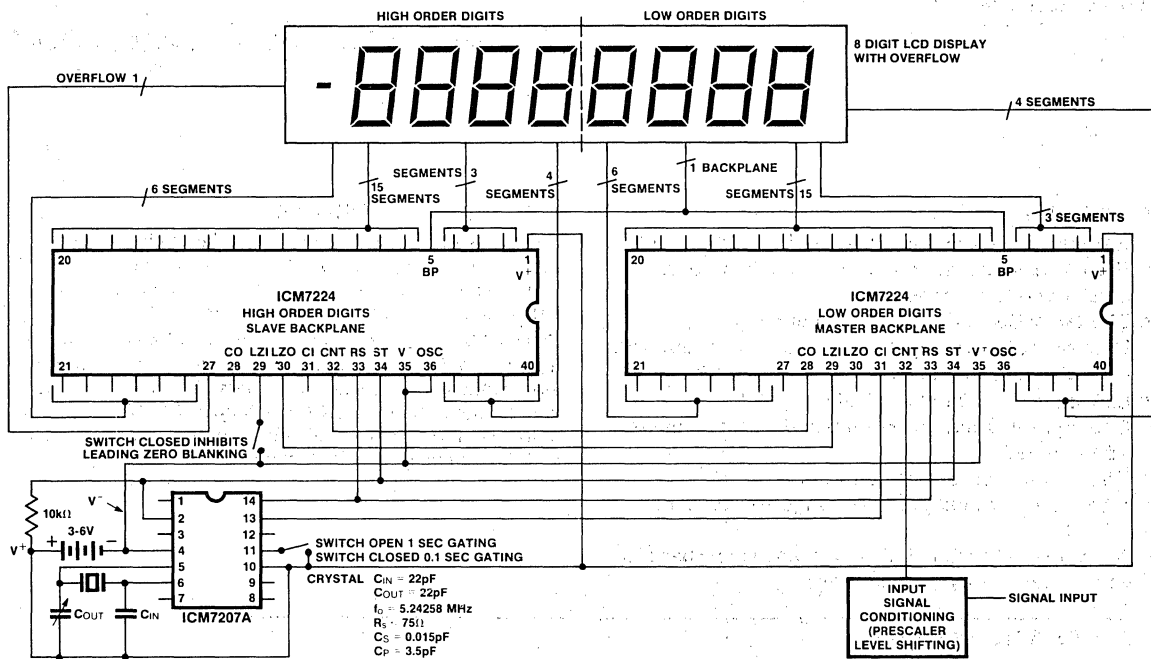 HIGH ORDER DIGITS
LOW ORDER DIGITS
8 DIGIT LCD DISPLAY
WITH OVERFLOW
OVERFLOW 1
4 SEGMENTS
6 SEGMENTS
15
SEGMENTS
SEGMENTS 3
4
SEGMENTS
6
SEGMENTS
1 BACKPLANE
SEGMENTS 15
3 SEGMENTS
20
5
BP
1
V+
ICM7224
HIGH ORDER DIGITS
SLAVE BACKPLANE
CO LZI LZO CI CNT RS ST V- OSC
21
27 28 29 30 31 32 33 34 35 36
40
20
5
BP
1
V+
ICM7224
LOW ORDER DIGITS
MASTER BACKPLANE
CO LZI LZO CI CNT RS ST V- OSC
21
27 28 29 30 31 32 33 34 35 36
40
SWITCH CLOSED INHIBITS
LEADING ZERO BLANKING
V-
10kΩ
3-6V
V+
+
−
1 14
2 13
3 12
4 11
5 10
6 9
7 8
ICM7207A
COUT
CIN
SWITCH OPEN 1 SEC GATING
SWITCH CLOSED 0.1 SEC GATING
CRYSTAL
CIN = 22pF
COUT = 22pF
fo = 5.24258 MHz
Rs = 75Ω
CS = 0.015pF
CP = 3.5pF
INPUT
SIGNAL
CONDITIONING
(PRESCALER
LEVEL SHIFTING)
SIGNAL INPUT